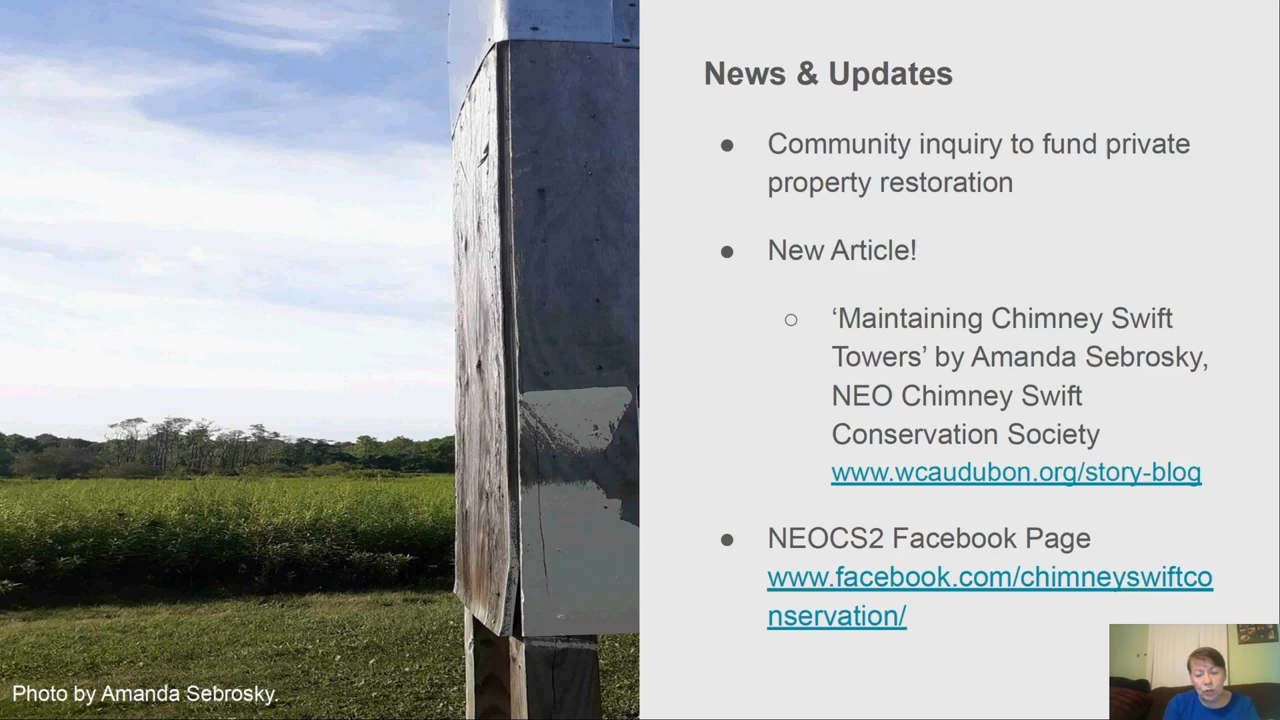 News & Updates
● Community inquiry to fund private
property restoration
● New Article!
○ ‘Maintaining Chimney Swift
Towers’ by Amanda Sebrosky,
NEO Chimney Swift
Conservation Society
www.wcaudubon.org/story-blog
● NEOCS2 Facebook Page
www.facebook.com/chimneyswiftco
nservation/
Photo by Amanda Sebrosky.